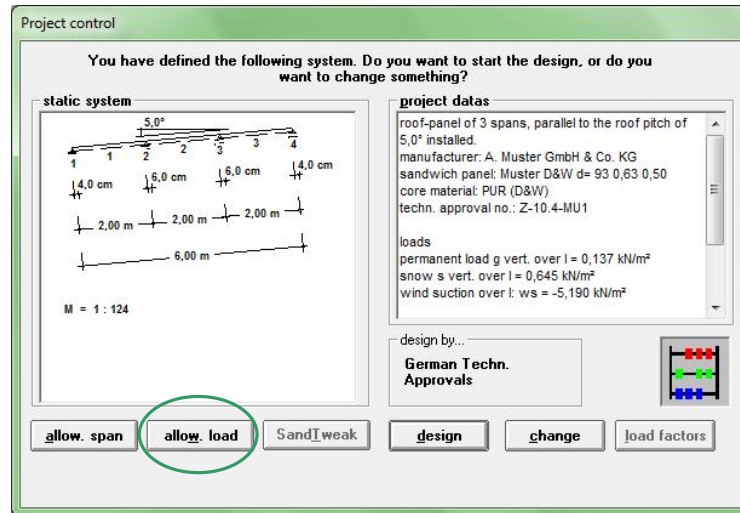 Project control
You have defined the following system. Do you want to start the design, or do you
want to change something?
static system
5,0°
1 1 2 2 3 3 4
4,0 cm 6,0 cm 6,0 cm 4,0 cm
2,00 m 2,00 m 2,00 m
6,00 m
M = 1 : 124
project datas
roof-panel of 3 spans, parallel to the roof pitch of
5,0° installed.
manufacturer: A. Muster GmbH & Co. KG
sandwich panel: Muster D&W d= 93 0,63 0,50
core material: PUR (D&W)
techn. approval no.: Z-10.4-MU1
loads
permanent load g vert. over l = 0,137 kN/m²
snow s vert. over l = 0,645 kN/m²
wind suction over l: ws = -5,190 kN/m²
design by...
German Techn.
Approvals
allow. span allow. load SandTweak design change load factors